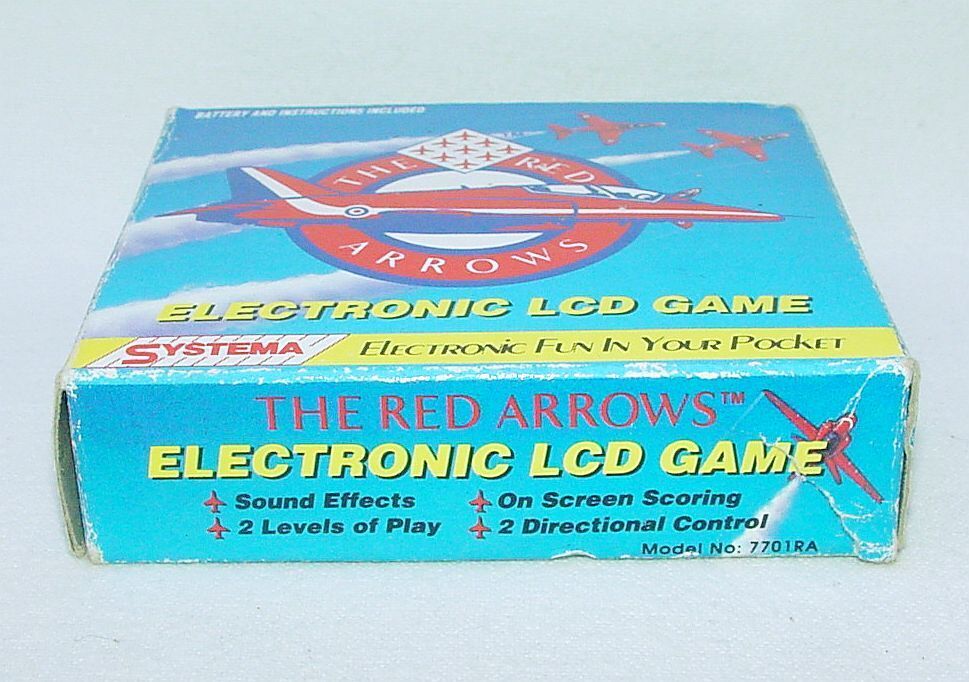 BATTERY AND INSTRUCTIONS INCLUDED
THE RED
ARROWS
ELECTRONIC LCD GAME
SYSTEMA ELECTRONIC FUN IN YOUR POCKET
THE RED ARROWS™
ELECTRONIC LCD GAME
Sound Effects On Screen Scoring
2 Levels of Play 2 Directional Control
Model No: 7701RA